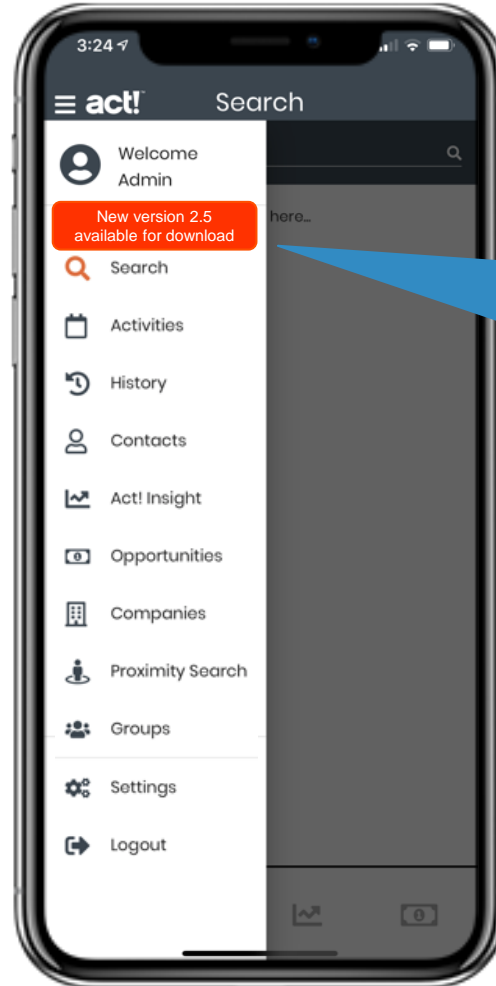 3:24
act! Search
Welcome
Admin
New version 2.5
available for download
here...
Search
Activities
History
Contacts
Act! Insight
Opportunities
Companies
Proximity Search
Groups
Settings
Logout